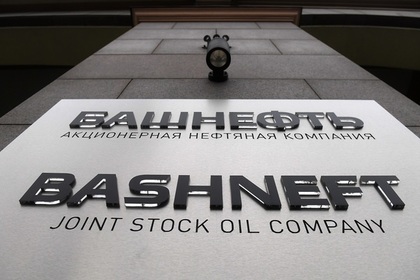 БАШНЕФТЬ
АКЦИОНЕРНАЯ НЕФТЯНАЯ КОМПАНИЯ
BASHNEFT
JOINT STOCK OIL COMPANY